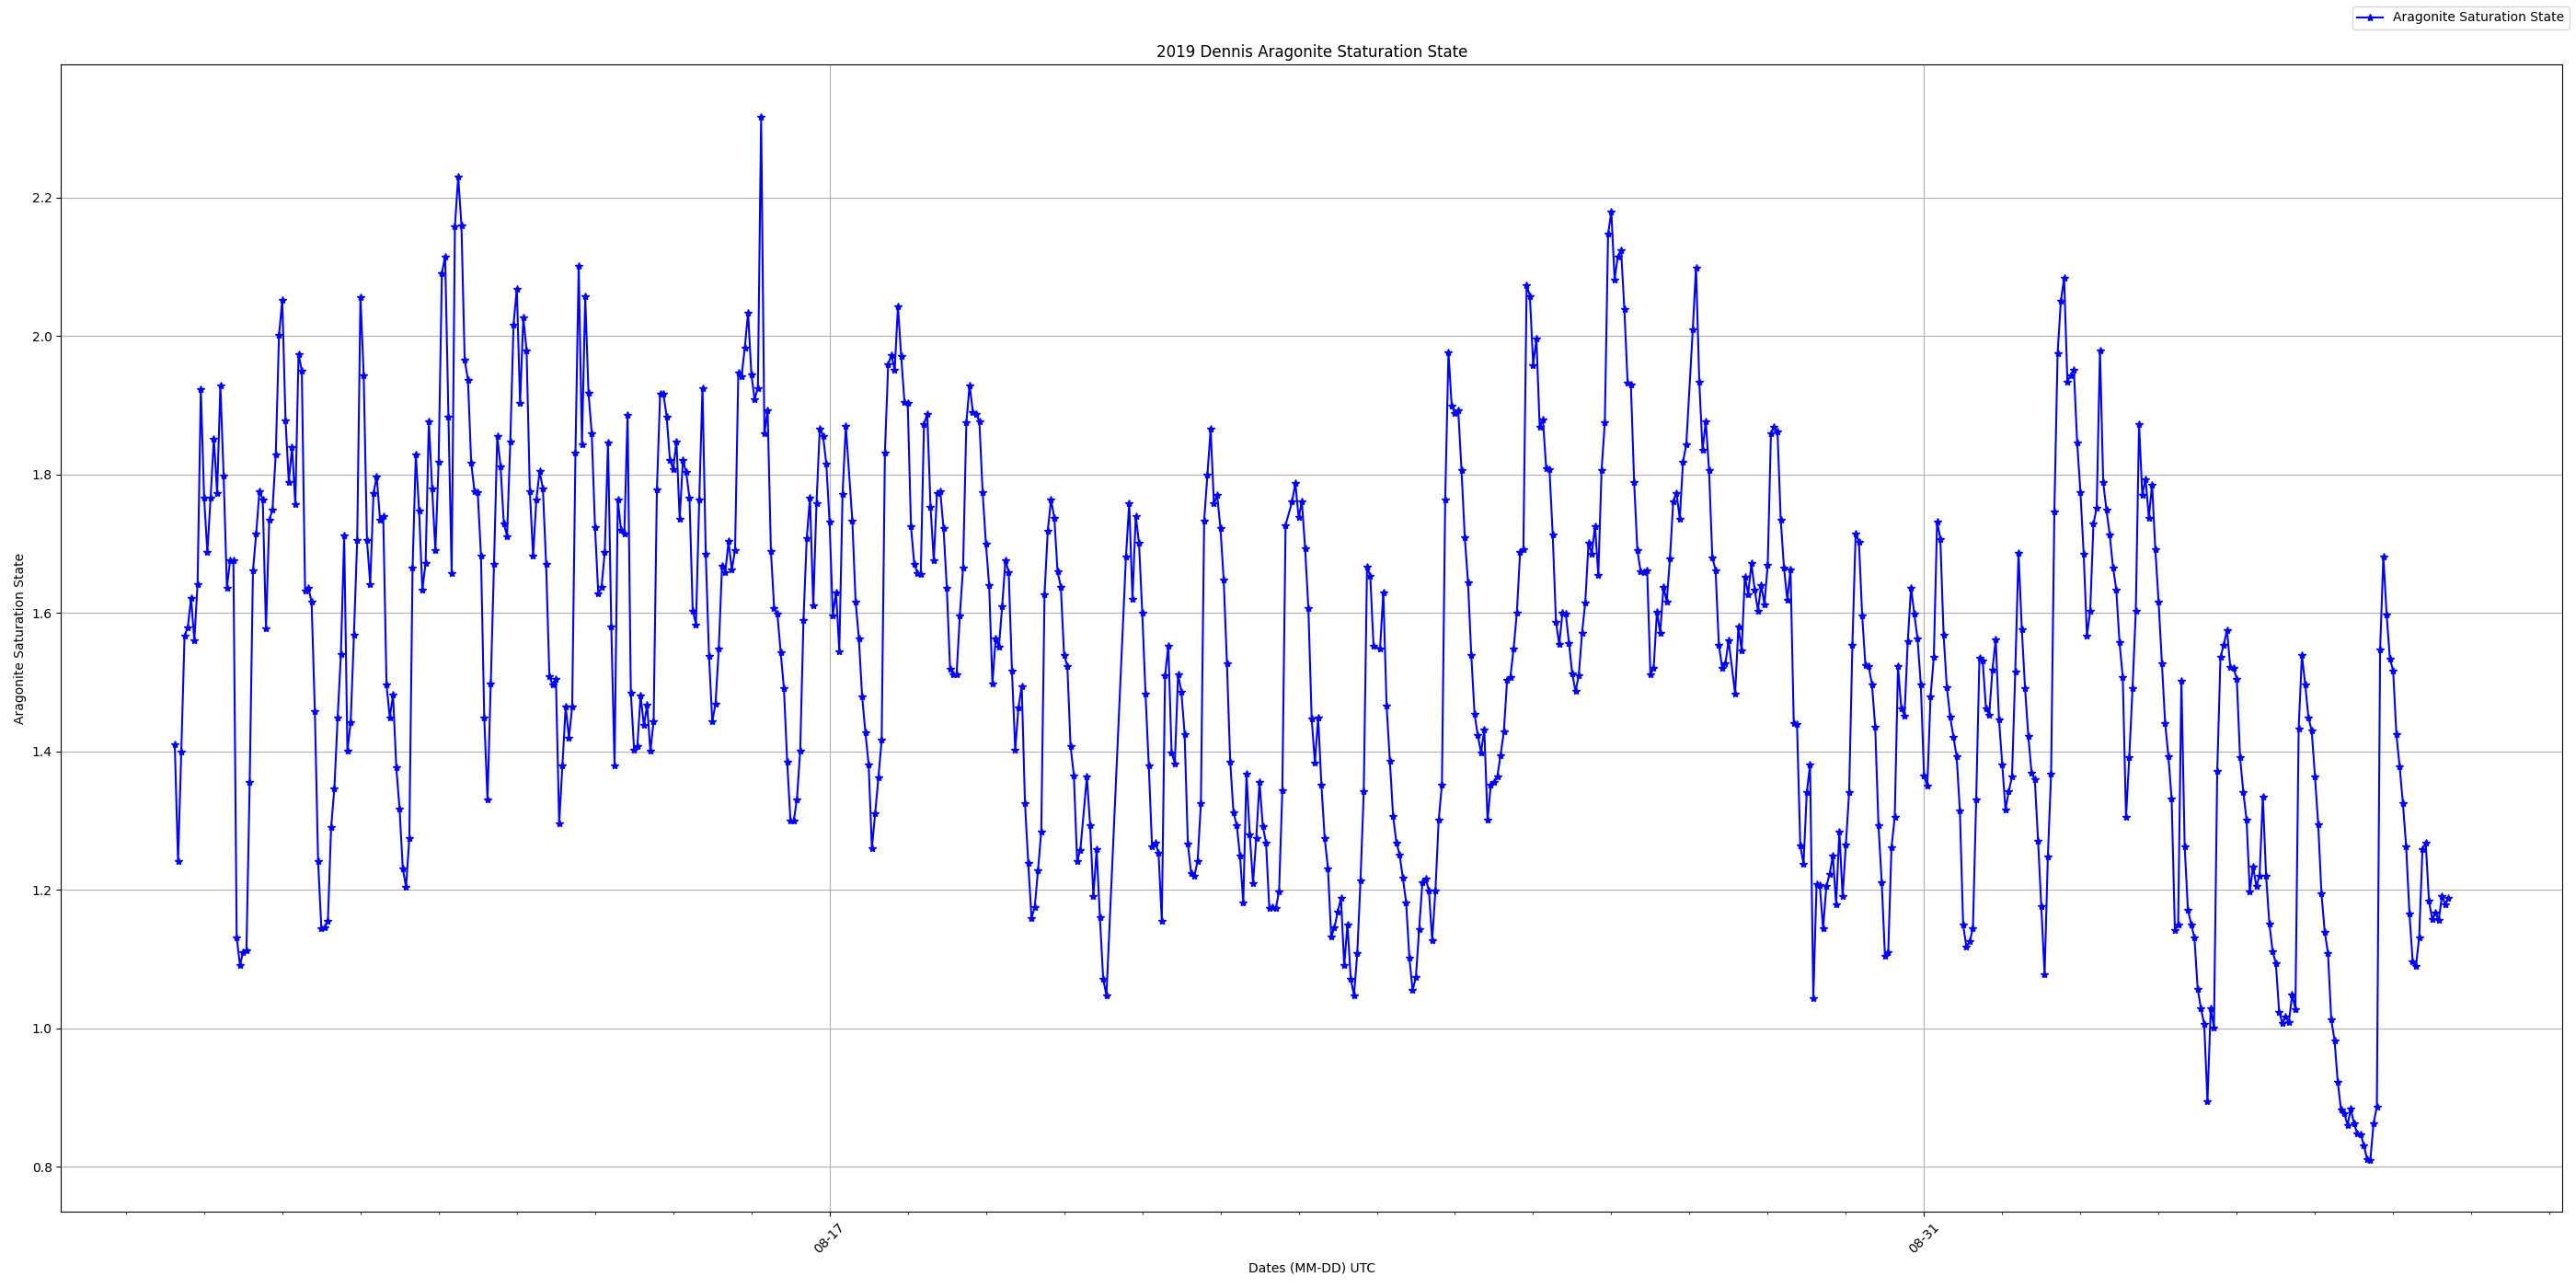 Aragonite Saturation State
2019 Dennis Aragonite Staturation State
Aragonite Saturation State
2.2
2.0
1.8
1.6
1.4
1.2
1.0
0.8
08-17
08-31
Dates (MM-DD) UTC